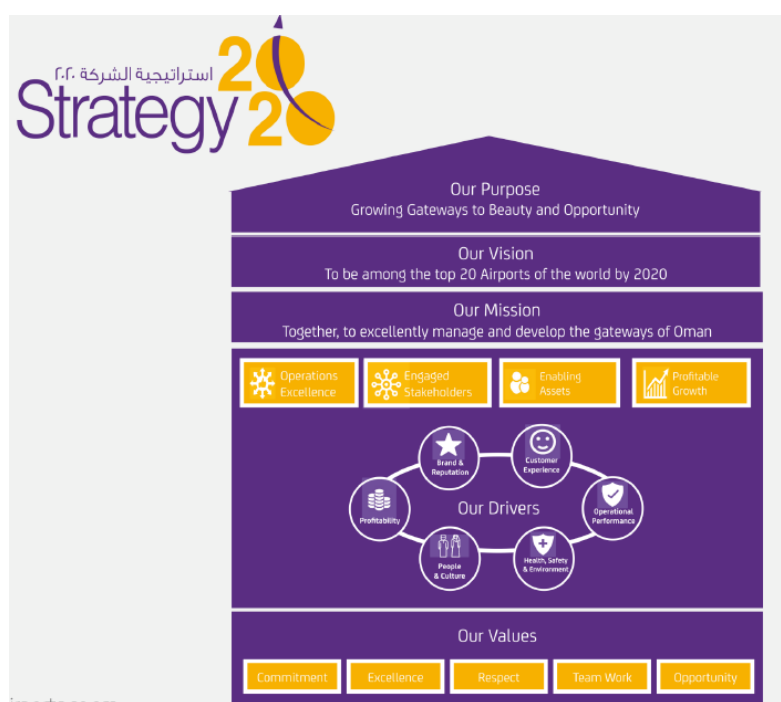 استراتيجية الشركة ٢٠٢٠
Strategy
20
20
Our Purpose
Growing Gateways to Beauty and Opportunity
Our Vision
To be among the top 20 Airports of the world by 2020
Our Mission
Together, to excellently manage and develop the gateways of Oman
Operations
Excellence
Engaged
Stakeholders
Enabling
Assets
Profitable
Growth
Brand &
Reputation
Customer
Experience
Profitability
Our Drivers
Operational
Performance
People
& Culture
Health, Safety
& Environment
Our Values
Commitment
Excellence
Respect
Team Work
Opportunity